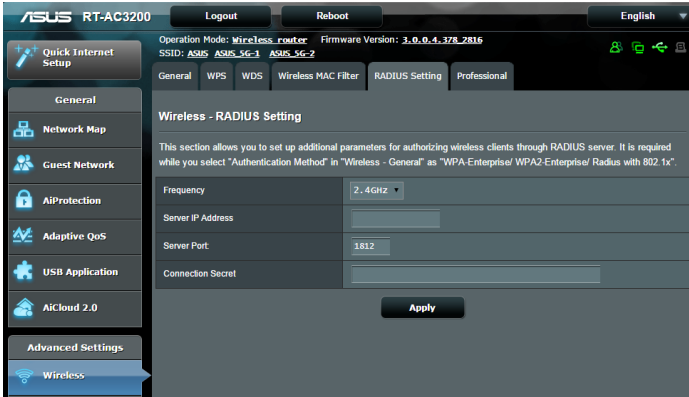 ASUS RT-AC3200 Logout Reboot English
Operation Mode: Wireless router Firmware Version: 3.0.0.4.378_2816
SSID: ASUS ASUS_5G-1 ASUS_5G-2
Quick Internet
Setup
General WPS WDS Wireless MAC Filter RADIUS Setting Professional
General
Network Map
Guest Network
AiProtection
Adaptive QoS
USB Application
AiCloud 2.0
Advanced Settings
Wireless
Wireless - RADIUS Setting
This section allows you to set up additional parameters for authorizing wireless clients through RADIUS server. It is required
while you select "Authentication Method" in "Wireless - General" as "WPA-Enterprise/ WPA2-Enterprise/ Radius with 802.1x".
Frequency 2.4GHz
Server IP Address
Server Port: 1812
Connection Secret
Apply